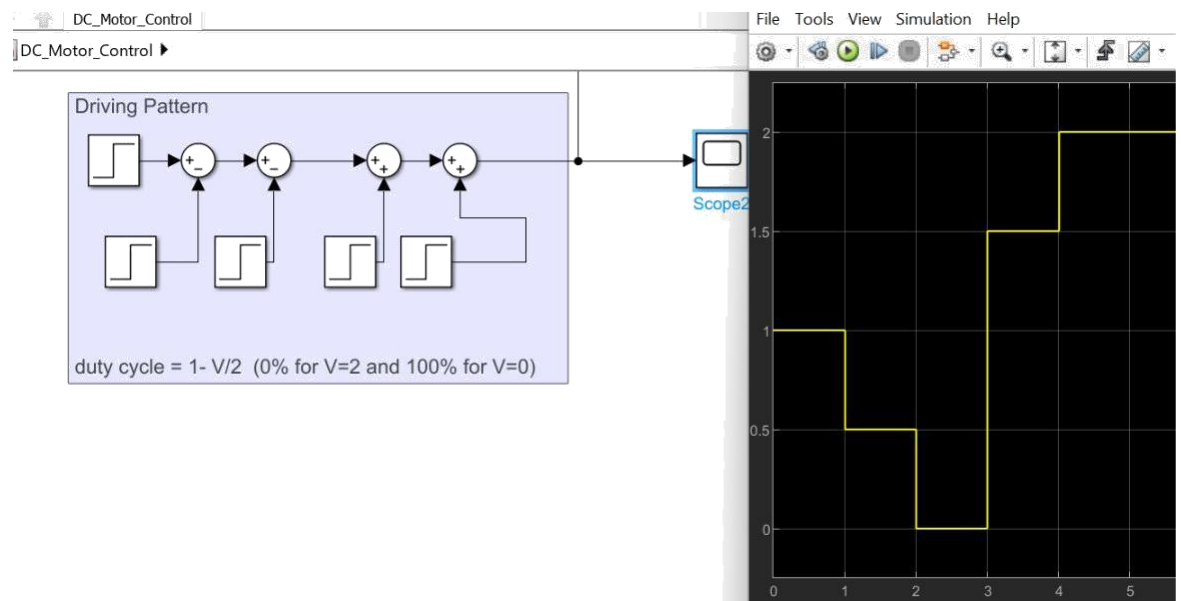 DC_Motor_Control
DC_Motor_Control
Driving Pattern
+
−
+
−
+
+
+
+
duty cycle = 1- V/2 (0% for V=2 and 100% for V=0)
Scope2
File Tools View Simulation Help
2
1.5
1
0.5
0
0 1 2 3 4 5